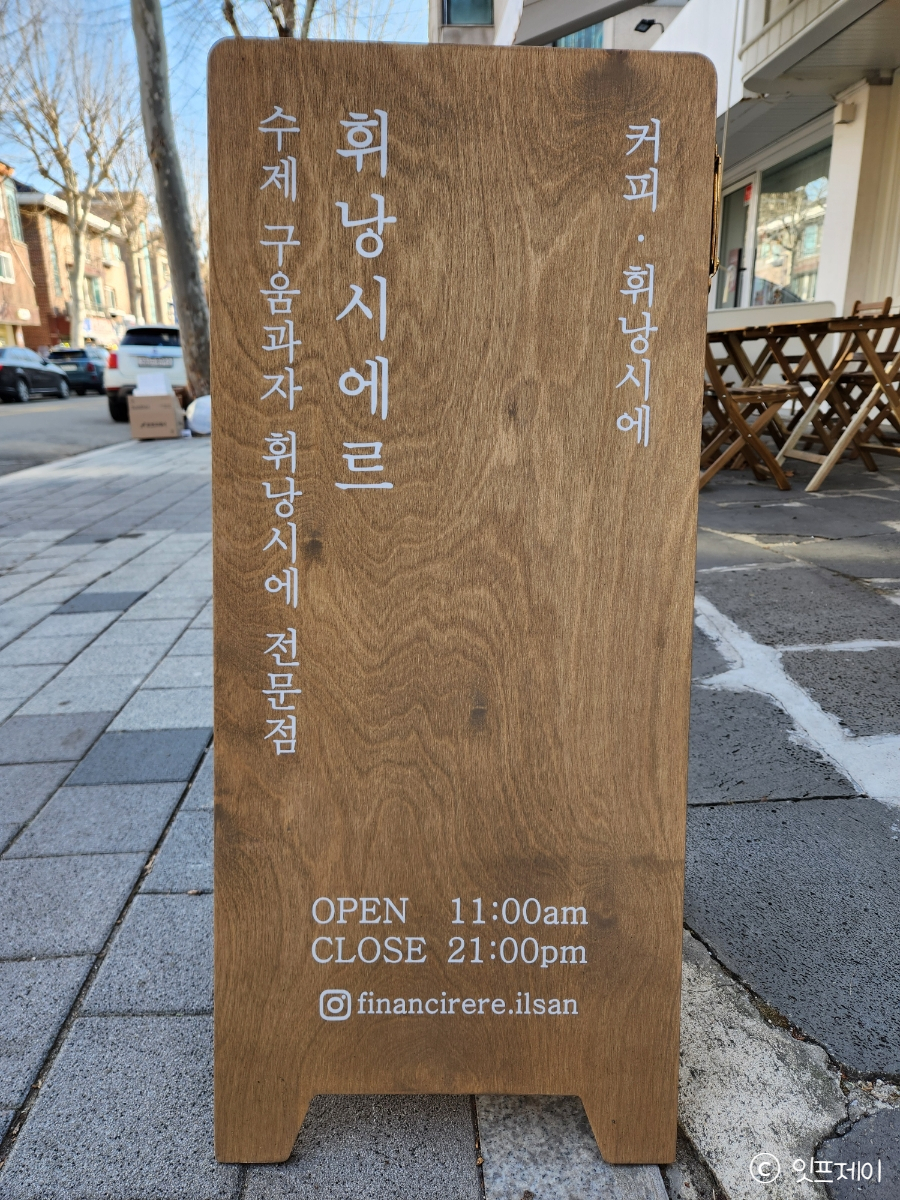 커피 · 휘낭시에
휘낭시에르
수제 구움과자 휘낭시에 전문점
OPEN 11:00am
CLOSE 21:00pm
financirere.ilsan
ⓒ 잇프제이